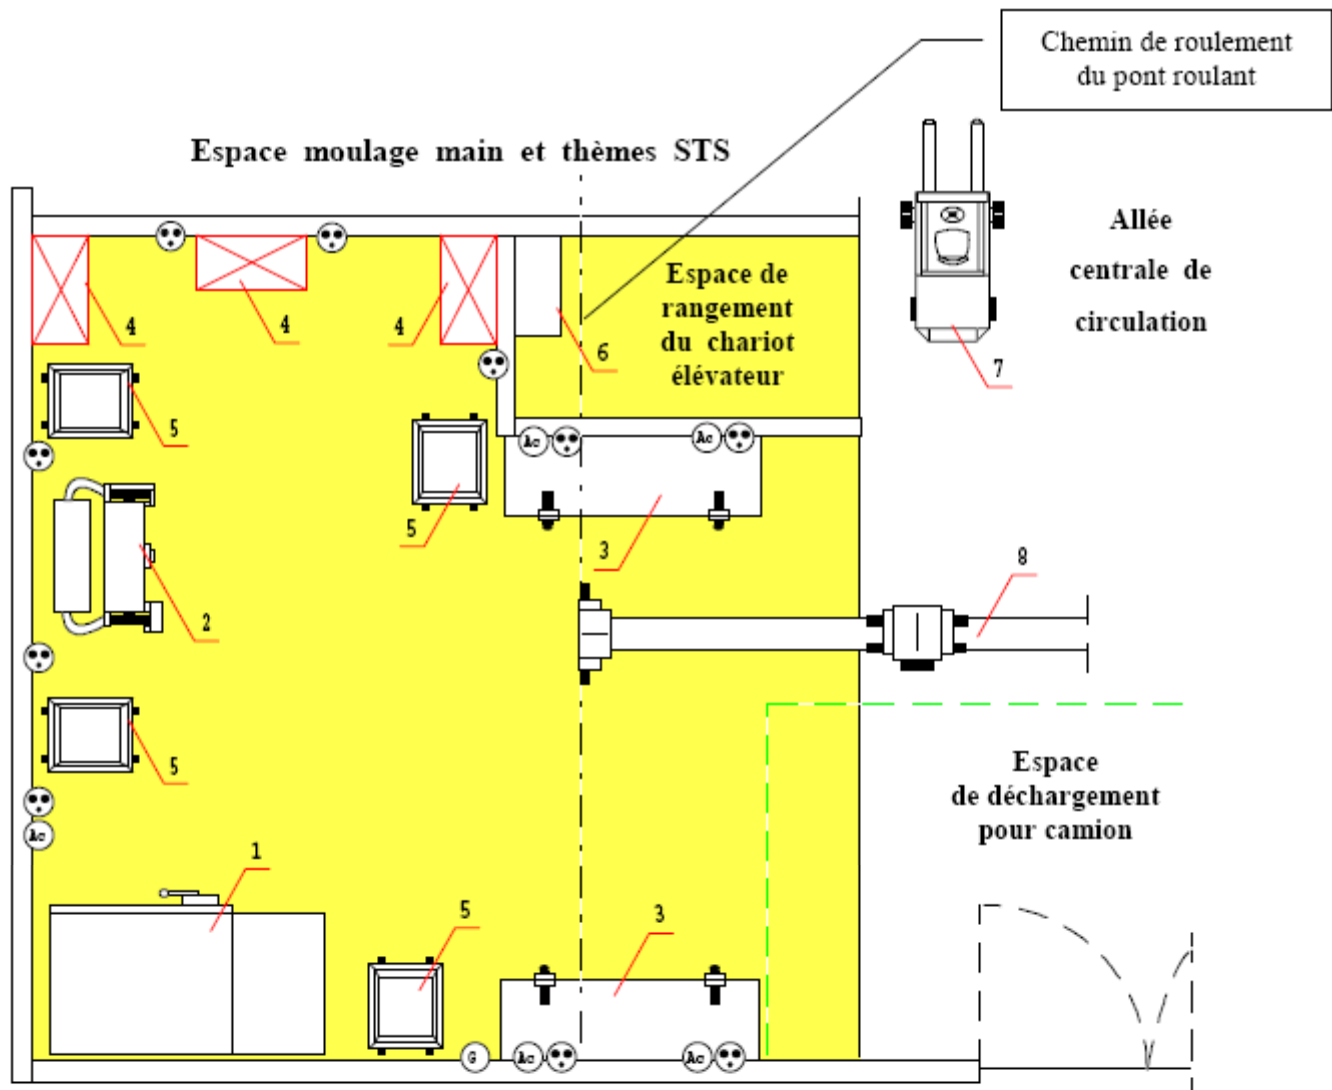 Chemin de roulement
du pont roulant
Espace moulage main et thèmes STS
Allée
centrale de
circulation
Espace de
rangement
du chariot
élévateur
4
4
4
6
7
5
Ac
Ac
5
3
8
2
5
Espace
de déchargement
pour camion
Ac
1
5
3
G
Ac
Ac